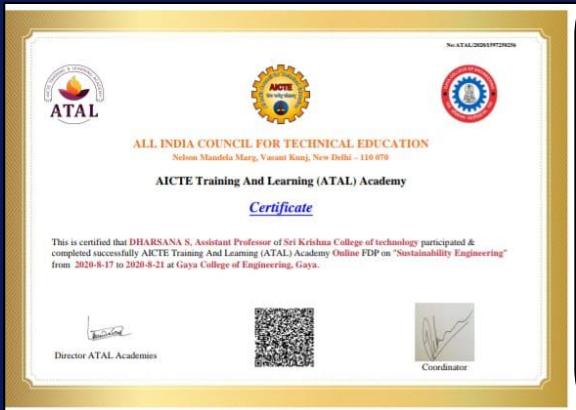 No:ATAL/2020/1597250256
ATAL
AICTE
ALL INDIA COUNCIL FOR TECHNICAL EDUCATION
Nelson Mandela Marg, Vasant Kunj, New Delhi – 110 070
AICTE Training And Learning (ATAL) Academy
Certificate
This is certified that DHARSANA S, Assistant Professor of Sri Krishna College of technology participated &
completed successfully AICTE Training And Learning (ATAL) Academy Online FDP on "Sustainability Engineering"
from 2020-8-17 to 2020-8-21 at Gaya College of Engineering, Gaya.
Director ATAL Academies
Coordinator